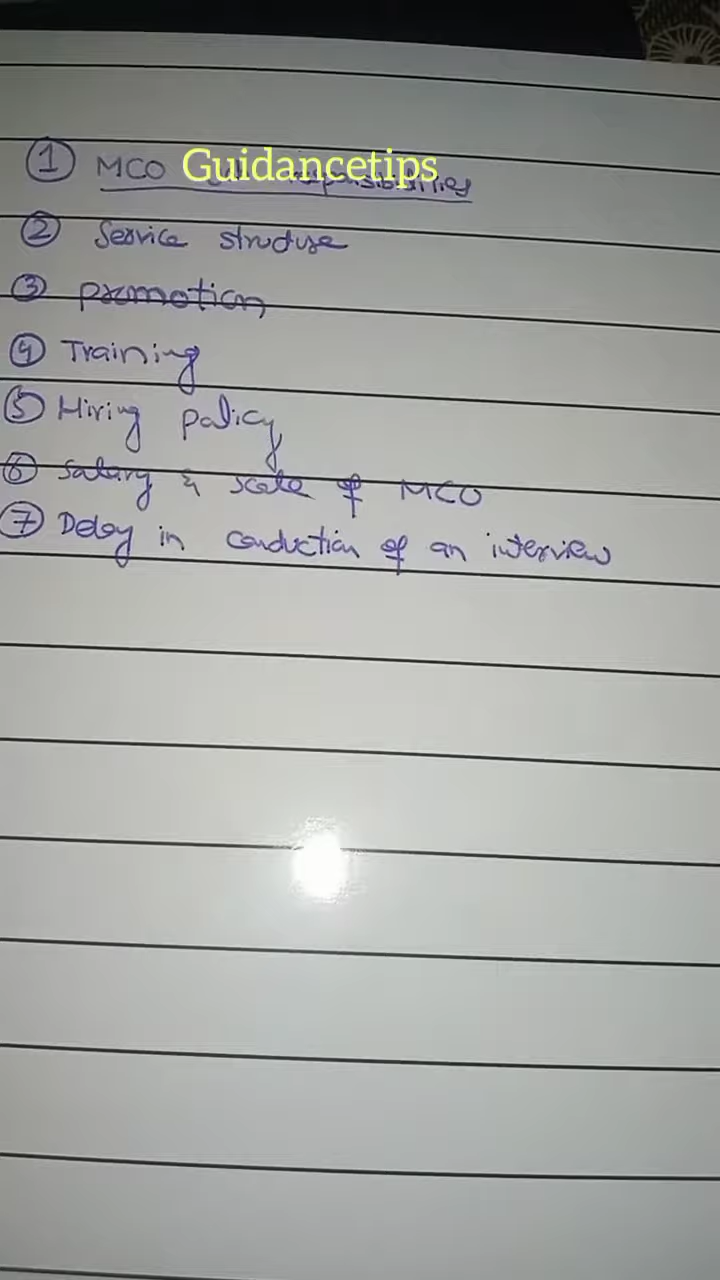 ① MCO Guidancetips responsibilities
② Service structure
③ promotion
④ Training
⑤ Hiring policy
⑥ Salary & scale of MCO
⑦ Delay in conduction of an interview